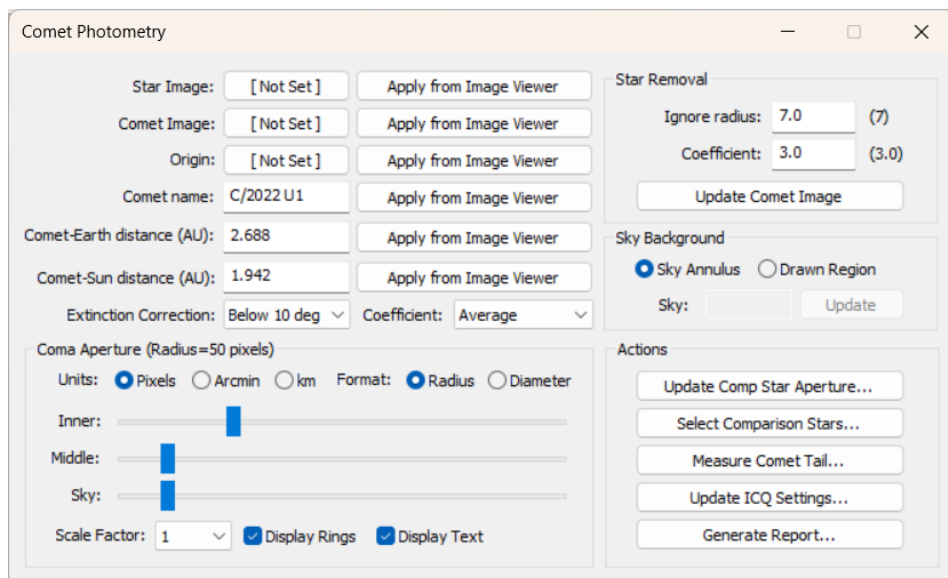 Comet Photometry
Star Image: [ Not Set ] Apply from Image Viewer
Comet Image: [ Not Set ] Apply from Image Viewer
Origin: [ Not Set ] Apply from Image Viewer
Comet name: C/2022 U1 Apply from Image Viewer
Comet-Earth distance (AU): 2.688 Apply from Image Viewer
Comet-Sun distance (AU): 1.942 Apply from Image Viewer
Extinction Correction: Below 10 deg Coefficient: Average
Coma Aperture (Radius=50 pixels)
Units: Pixels Arcmin km Format: Radius Diameter
Inner:
Middle:
Sky:
Scale Factor: 1 Display Rings Display Text
Star Removal
Ignore radius: 7.0 (7)
Coefficient: 3.0 (3.0)
Update Comet Image
Sky Background
Sky Annulus Drawn Region
Sky: Update
Actions
Update Comp Star Aperture...
Select Comparison Stars...
Measure Comet Tail...
Update ICQ Settings...
Generate Report...